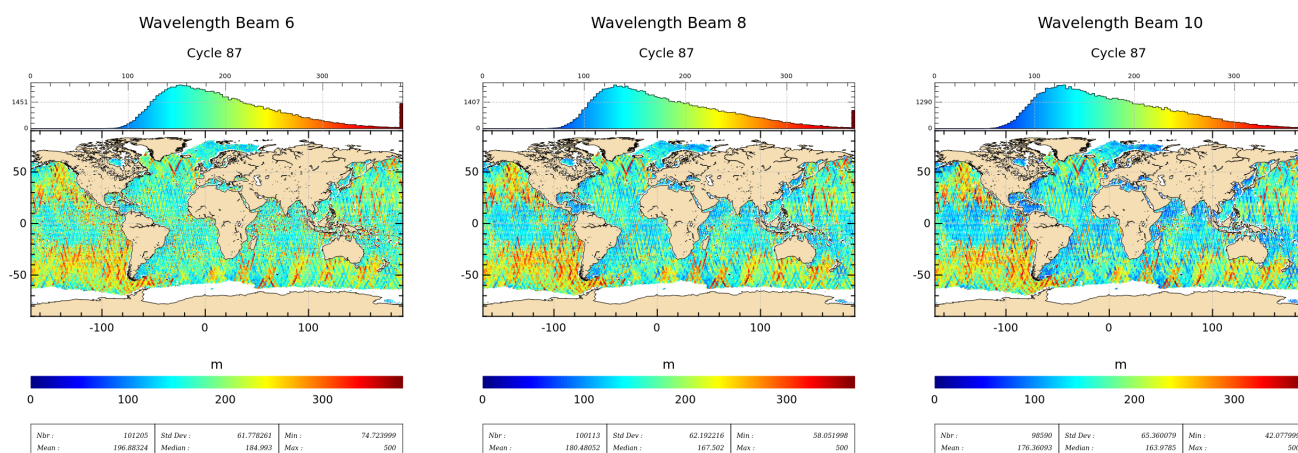 Wavelength Beam 6
Cycle 87
0 100 200 300
1451
0
50
0
-50
-100 0 100
m
0 100 200 300
Nbr : 101205 Std Dev : 61.778261 Min : 74.723999
Mean : 196.88324 Median : 184.993 Max : 500
Wavelength Beam 8
Cycle 87
0 100 200 300
1407
0
50
0
-50
-100 0 100
m
0 100 200 300
Nbr : 100113 Std Dev : 62.192216 Min : 58.051998
Mean : 180.48052 Median : 167.502 Max : 500
Wavelength Beam 10
Cycle 87
0 100 200 300
1290
0
50
0
-50
-100 0 100
m
0 100 200 300
Nbr : 98590 Std Dev : 65.360079 Min : 42.077999
Mean : 176.36093 Median : 163.9785 Max : 500